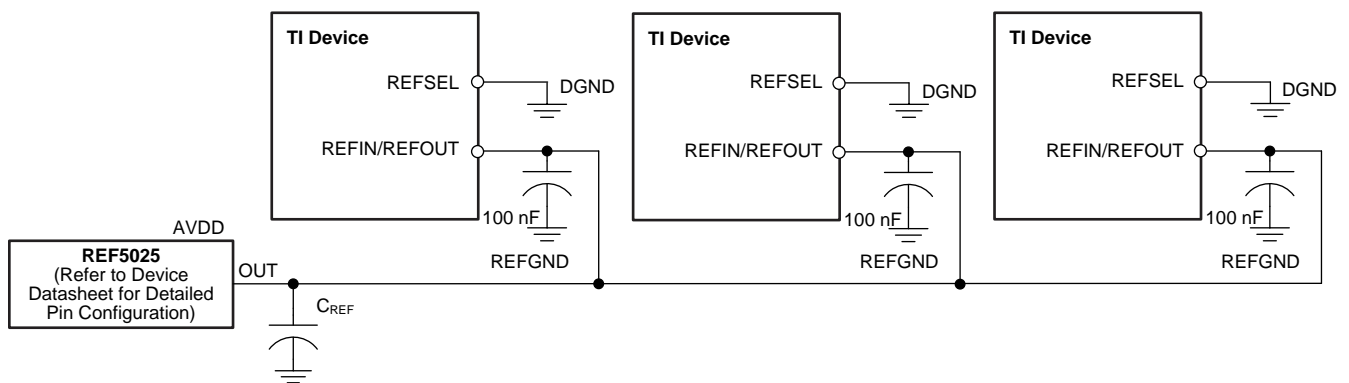 TI Device
REFSEL
DGND
REFIN/REFOUT
100 nF
REFGND
TI Device
REFSEL
DGND
REFIN/REFOUT
100 nF
REFGND
TI Device
REFSEL
DGND
REFIN/REFOUT
100 nF
REFGND
AVDD
REF5025
(Refer to Device
Datasheet for Detailed
Pin Configuration)
OUT
CREF